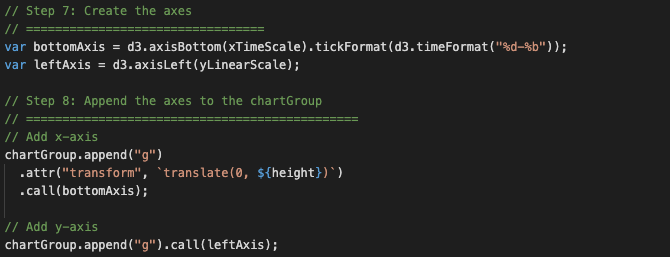 // Step 7: Create the axes
// =================================
var bottomAxis = d3.axisBottom(xTimeScale).tickFormat(d3.timeFormat("%d-%b"));
var leftAxis = d3.axisLeft(yLinearScale);
// Step 8: Append the axes to the chartGroup
// ==============================================
// Add x-axis
chartGroup.append("g")
.attr("transform", `translate(0, ${height})`)
.call(bottomAxis);
// Add y-axis
chartGroup.append("g").call(leftAxis);